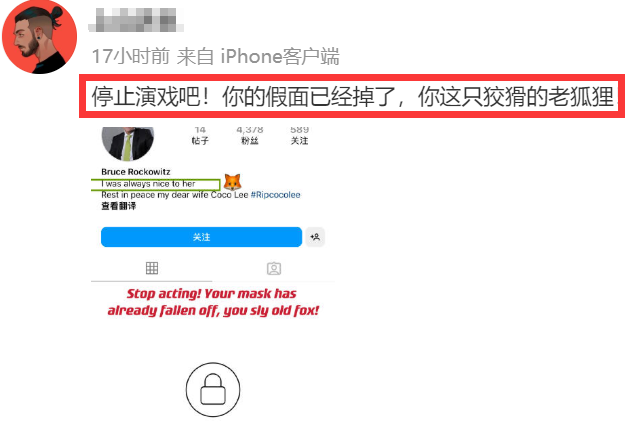 17小时前 来自 iPhone客户端
停止演戏吧！你的假面已经掉了，你这只狡猾的老狐狸
14 4,378 589
帖子 粉丝 关注
Bruce Rockowitz
I was always nice to her
Rest in peace my dear wife Coco Lee #Ripcocolee
查看翻译
关注
Stop acting! Your mask has
already fallen off, you sly old fox!